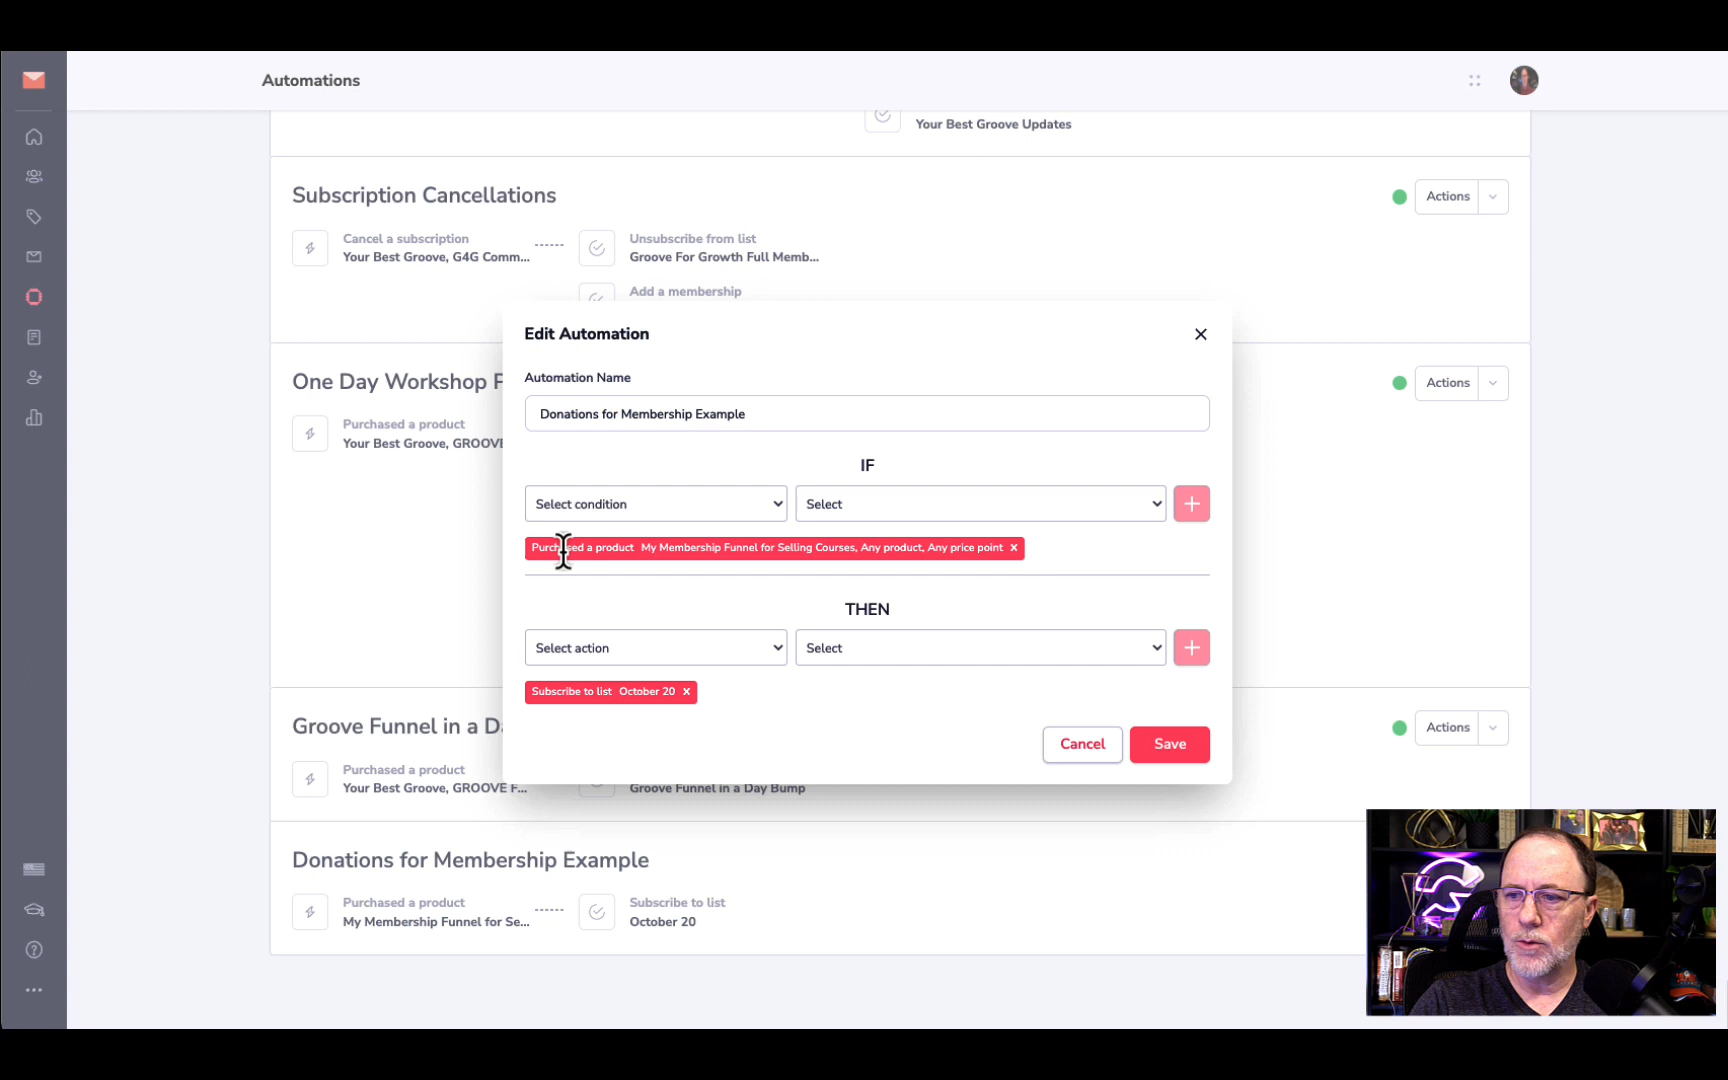 Automations
Your Best Groove Updates
Subscription Cancellations
Actions
Cancel a subscription
Your Best Groove, G4G Comm...
Unsubscribe from list
Groove For Growth Full Memb...
Add a membership
Edit Automation
Automation Name
Donations for Membership Example
IF
Select condition
Select
Purchased a product My Membership Funnel for Selling Courses, Any product, Any price point ×
THEN
Select action
Select
Subscribe to list October 20 ×
Cancel
Save
One Day Workshop F
Actions
Purchased a product
Your Best Groove, GROOVE
Groove Funnel in a Da
Actions
Purchased a product
Your Best Groove, GROOVE F...
Groove Funnel in a Day Bump
Donations for Membership Example
Purchased a product
My Membership Funnel for Se...
Subscribe to list
October 20